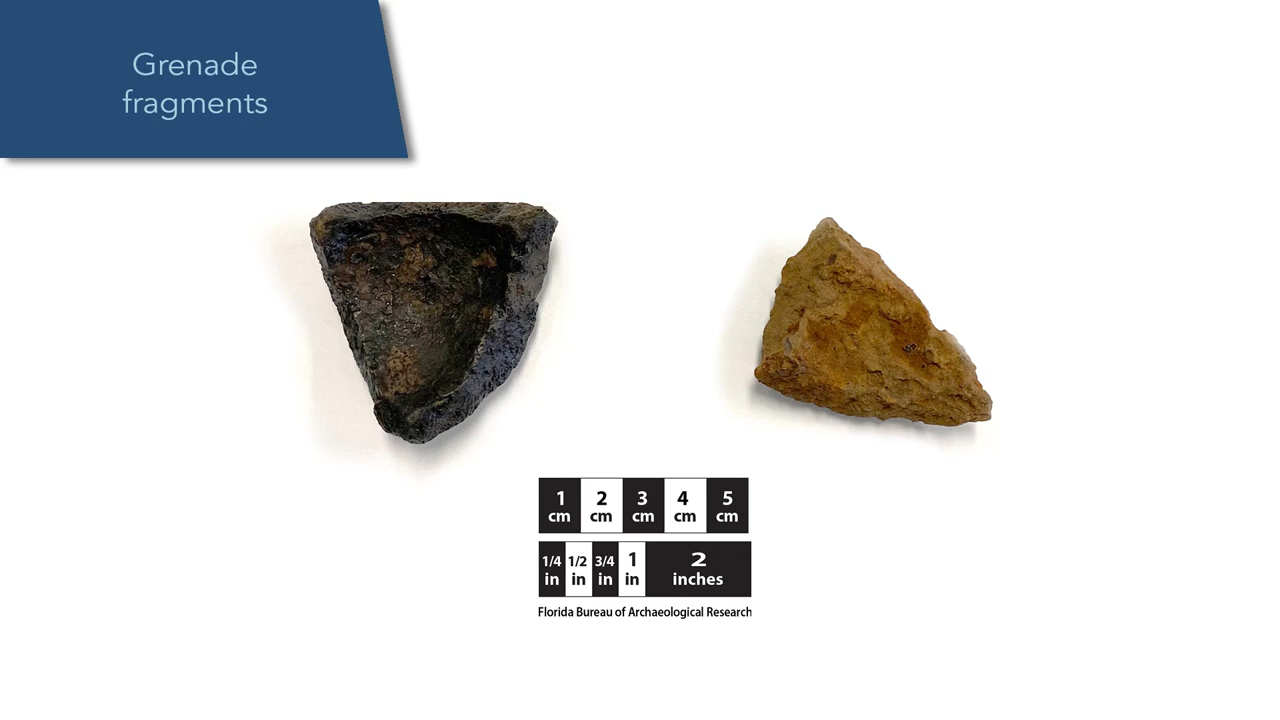 Grenade
fragments
1 2 3 4 5
cm cm cm cm cm
1/4 1/2 3/4 1 2
in in in in inches
Florida Bureau of Archaeological Research